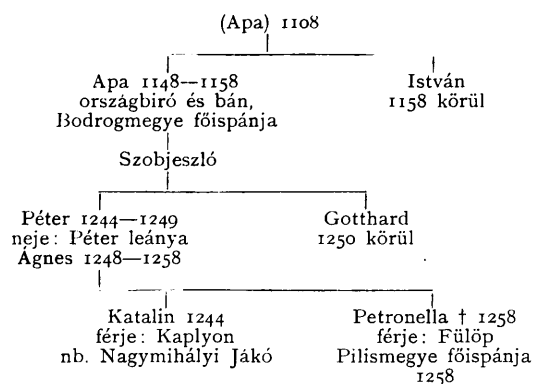 (Apa) 1108
Apa 1148—1158
országbiró és bán,
Bodrogmegye főispánja
István
1158 körül
Szobjeszló
Péter 1244—1249
neje: Péter leánya
Ágnes 1248—1258
Gotthard
1250 körül
Katalin 1244
férje: Kaplyon
nb. Nagymihályi Jákó
Petronella † 1258
férje: Fülöp
Pilismegye főispánja
1258